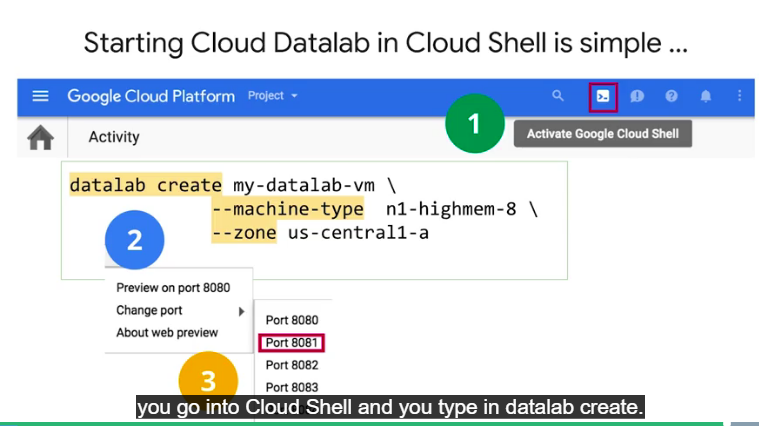 Starting Cloud Datalab in Cloud Shell is simple ...
Google Cloud Platform Project
1
Activate Google Cloud Shell
Activity
datalab create my-datalab-vm \
--machine-type n1-highmem-8 \
--zone us-central1-a
2
Preview on port 8080
Change port
About web preview
Port 8080
Port 8081
Port 8082
Port 8083
3
you go into Cloud Shell and you type in datalab create.